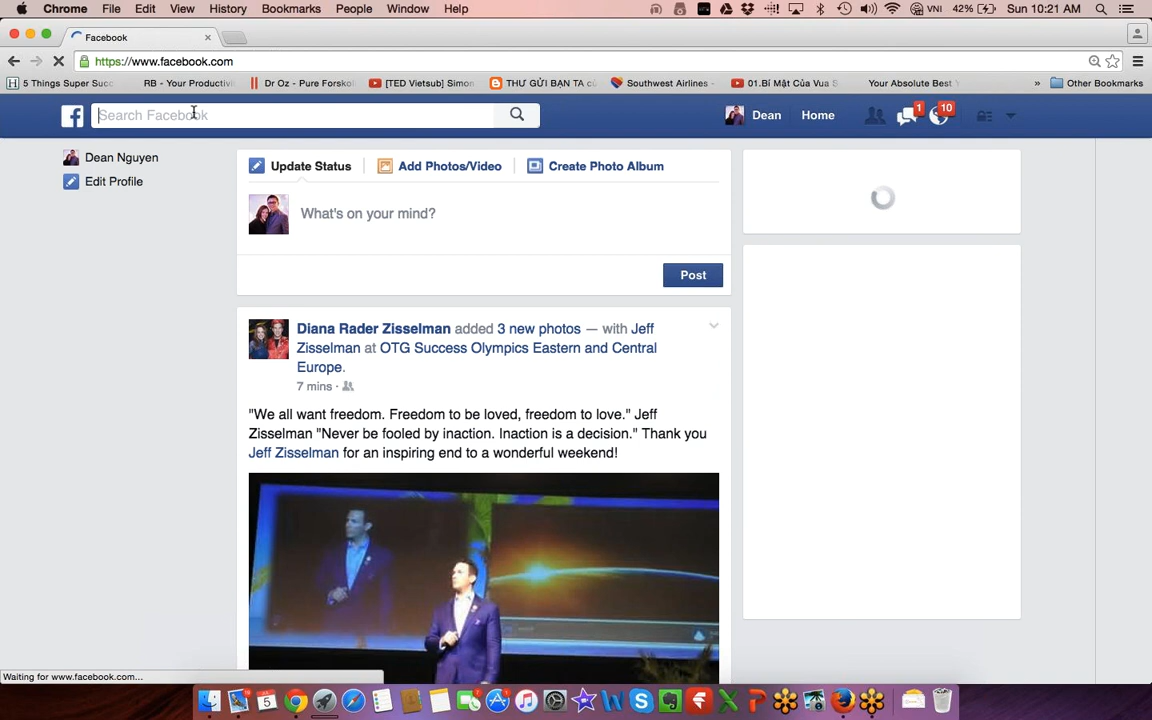 Chrome File Edit View History Bookmarks People Window Help VNI 42% Sun 10:21 AM
Facebook
https://www.facebook.com
5 Things Super Suc RB - Your Productiv Dr Oz - Pure Forskol [TED Vietsub] Simon THƯ GỬI BẠN TA Southwest Airlines - 01.Bí Mật Của Vua S Your Absolute Best » Other Bookmarks
Search Facebook Dean Home 1 10
Dean Nguyen
Edit Profile
Update Status Add Photos/Video Create Photo Album
What's on your mind?
Post
Diana Rader Zisselman added 3 new photos — with Jeff
Zisselman at OTG Success Olympics Eastern and Central
Europe.
7 mins ·
"We all want freedom. Freedom to be loved, freedom to love." Jeff
Zisselman "Never be fooled by inaction. Inaction is a decision." Thank you
Jeff Zisselman for an inspiring end to a wonderful weekend!
Waiting for www.facebook.com...